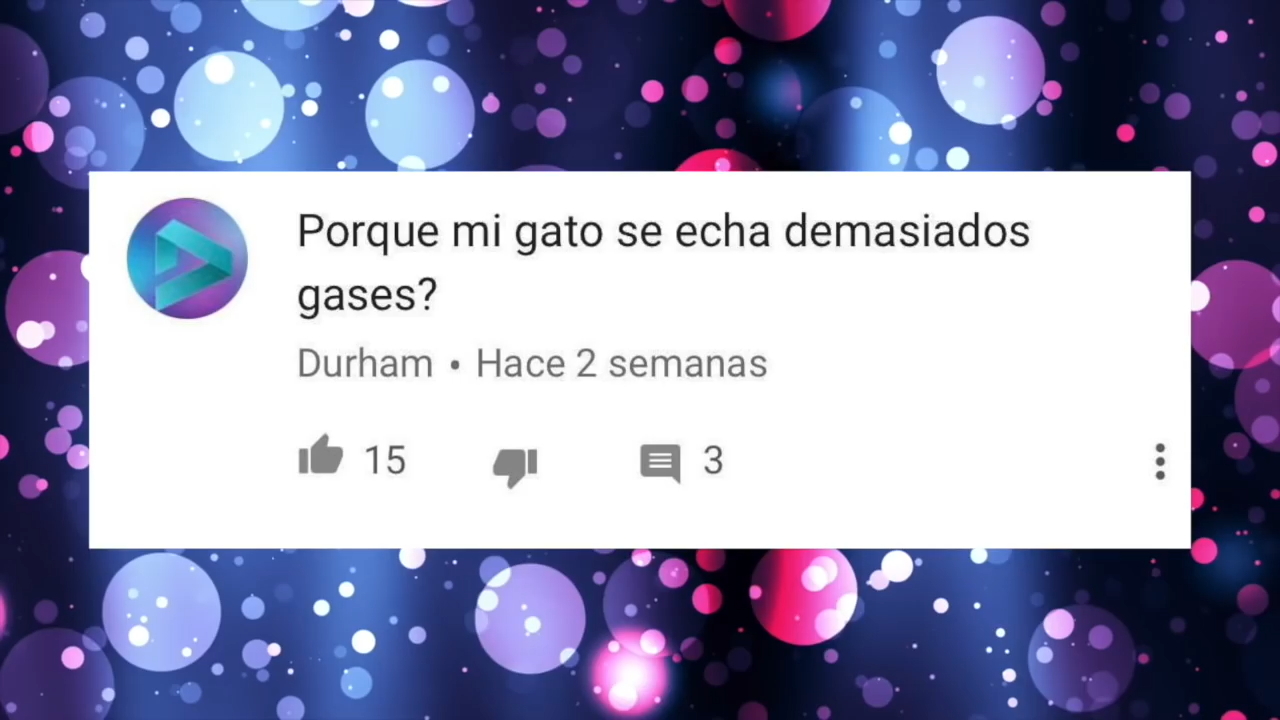 Porque mi gato se echa demasiados
gases?
Durham • Hace 2 semanas
15 3